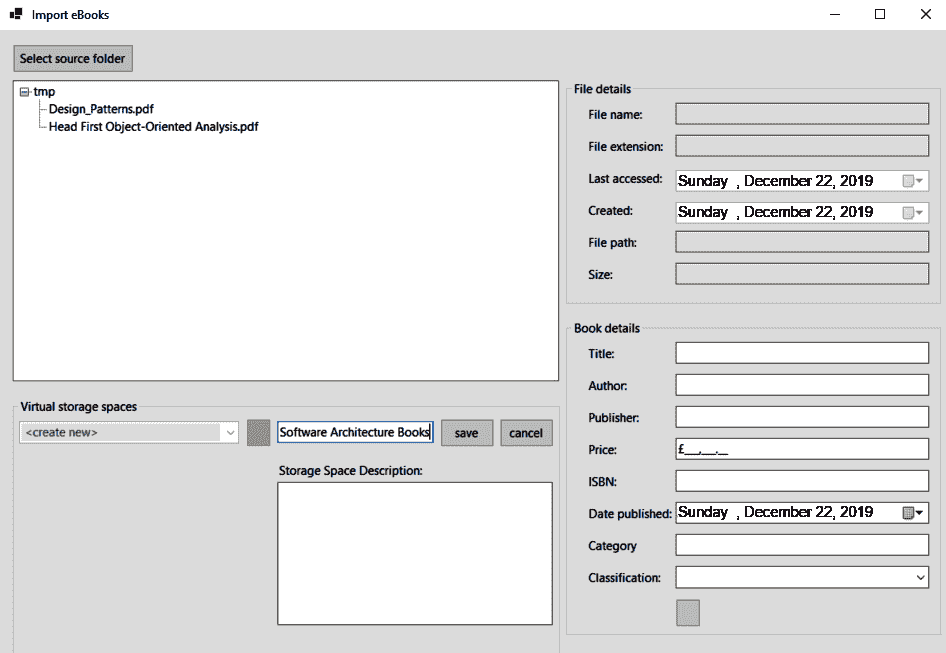 Import eBooks
Select source folder
tmp
Design_Patterns.pdf
Head First Object-Oriented Analysis.pdf
File details
File name:
File extension:
Last accessed: Sunday , December 22, 2019
Created: Sunday , December 22, 2019
File path:
Size:
Virtual storage spaces
<create new> Software Architecture Books save cancel
Storage Space Description:
Book details
Title:
Author:
Publisher:
Price: £__,__.__
ISBN:
Date published: Sunday , December 22, 2019
Category
Classification: